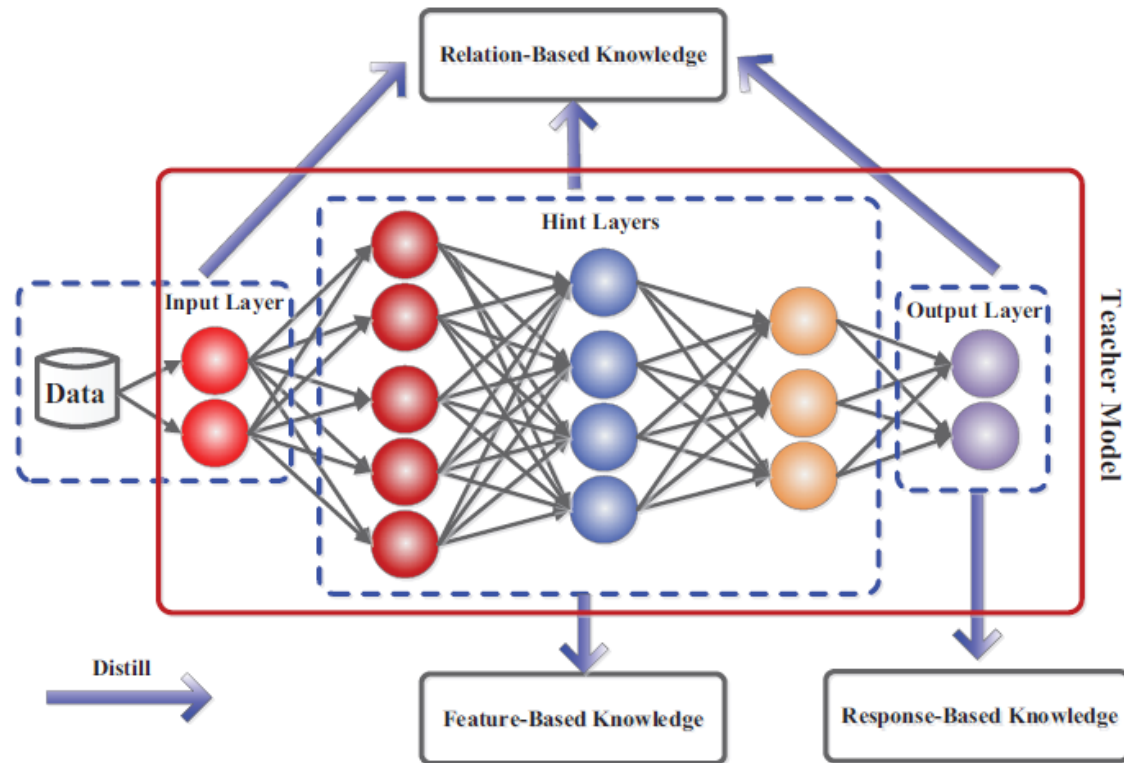 Relation-Based Knowledge
Hint Layers
Input Layer
Output Layer
Data
Teacher Model
Distill
Feature-Based Knowledge
Response-Based Knowledge